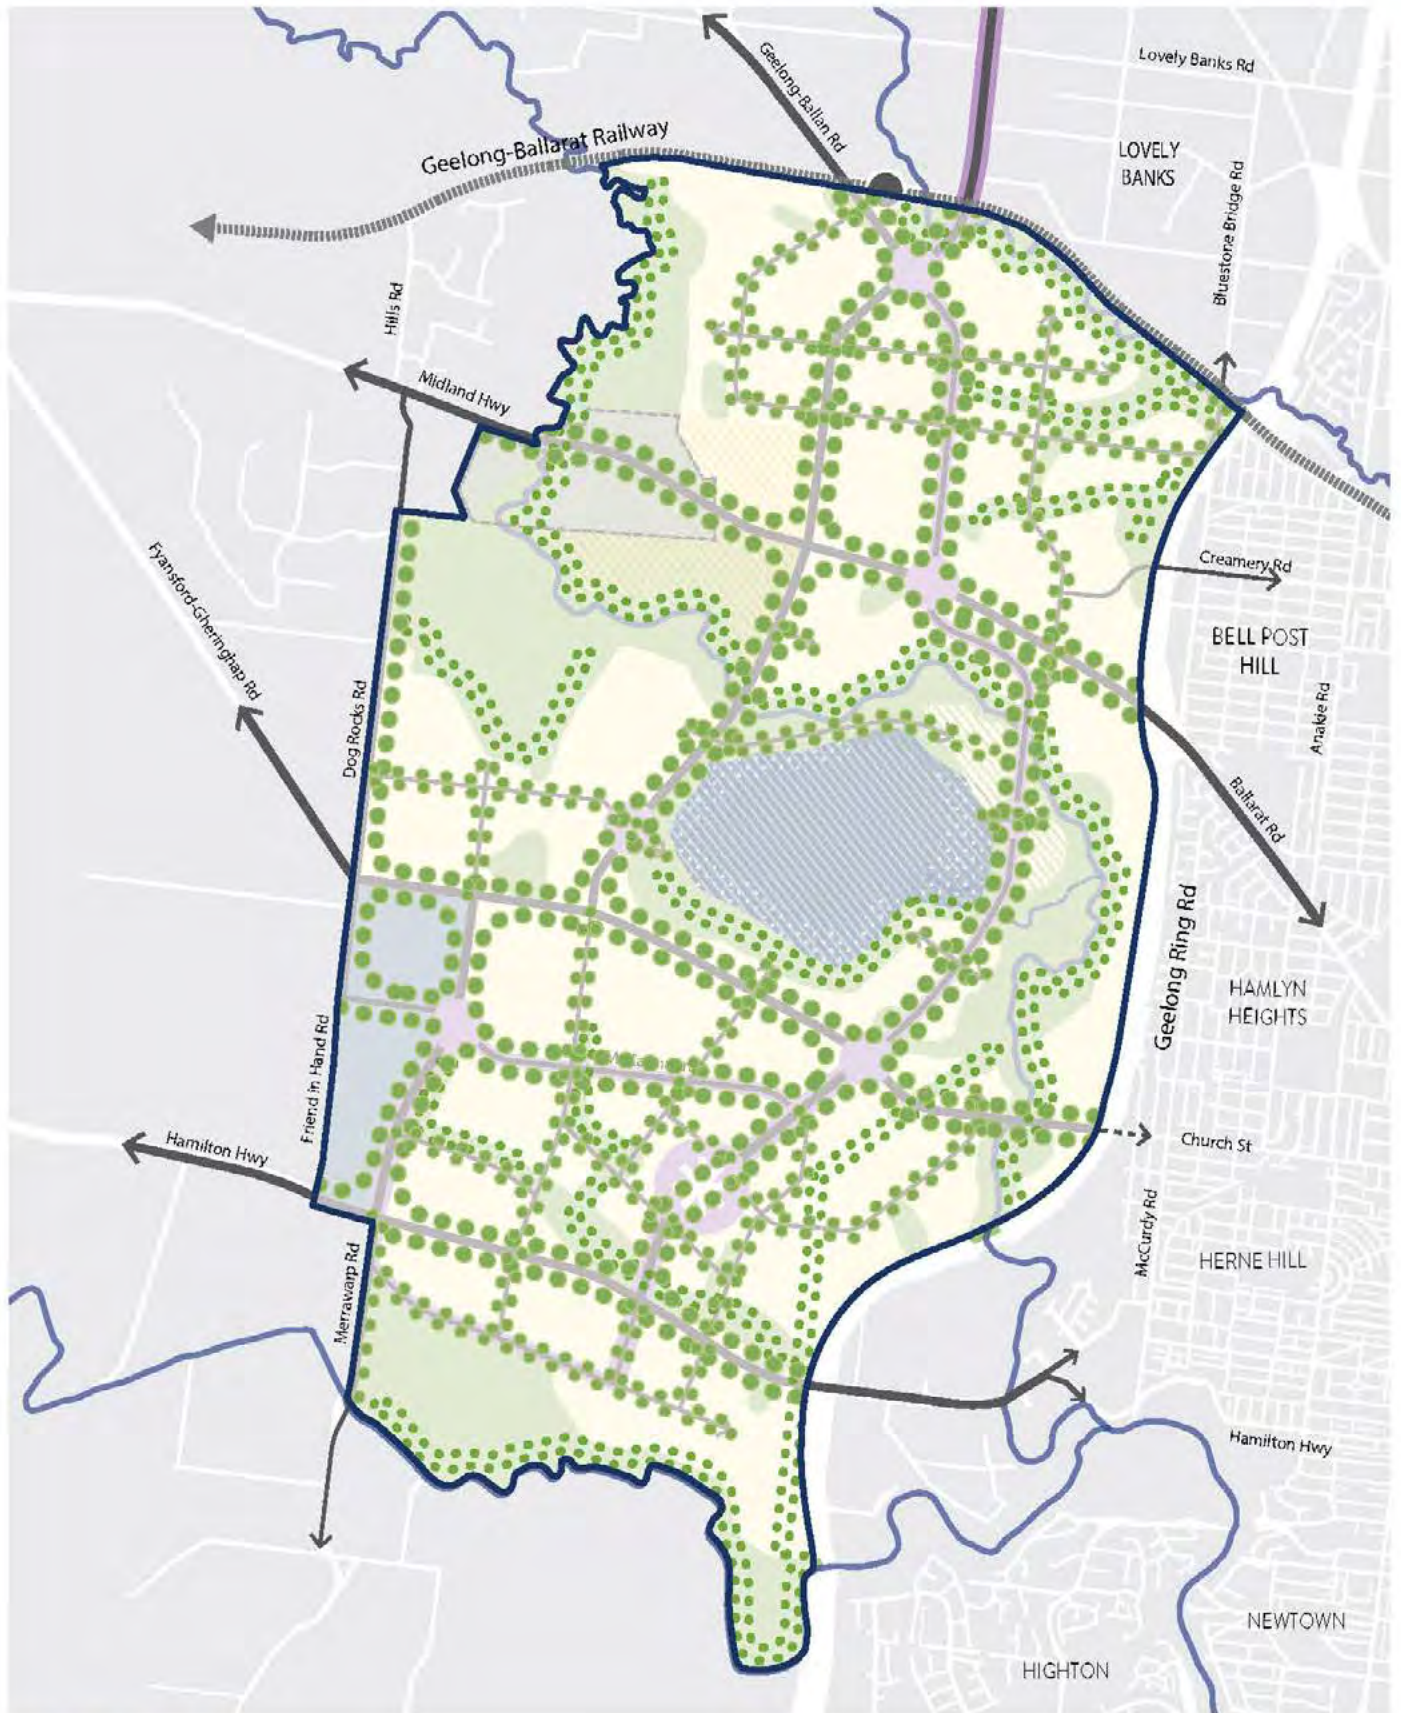 Lovely Banks Rd
Geelong-Ballan Rd
Geelong-Ballarat Railway
LOVELY
BANKS
Bluestone Bridge Rd
Hills Rd
Midland Hwy
Creamery Rd
Fyansford-Gheringhap Rd
BELL POST
HILL
Anakie Rd
Dog Rocks Rd
Ballarat Rd
Geelong Ring Rd
HAMLYN
HEIGHTS
Friend in Hand Rd
Hamilton Hwy
Church St
McCurdy Rd
HERNE HILL
Merrawarp Rd
Hamilton Hwy
NEWTOWN
HIGHTON